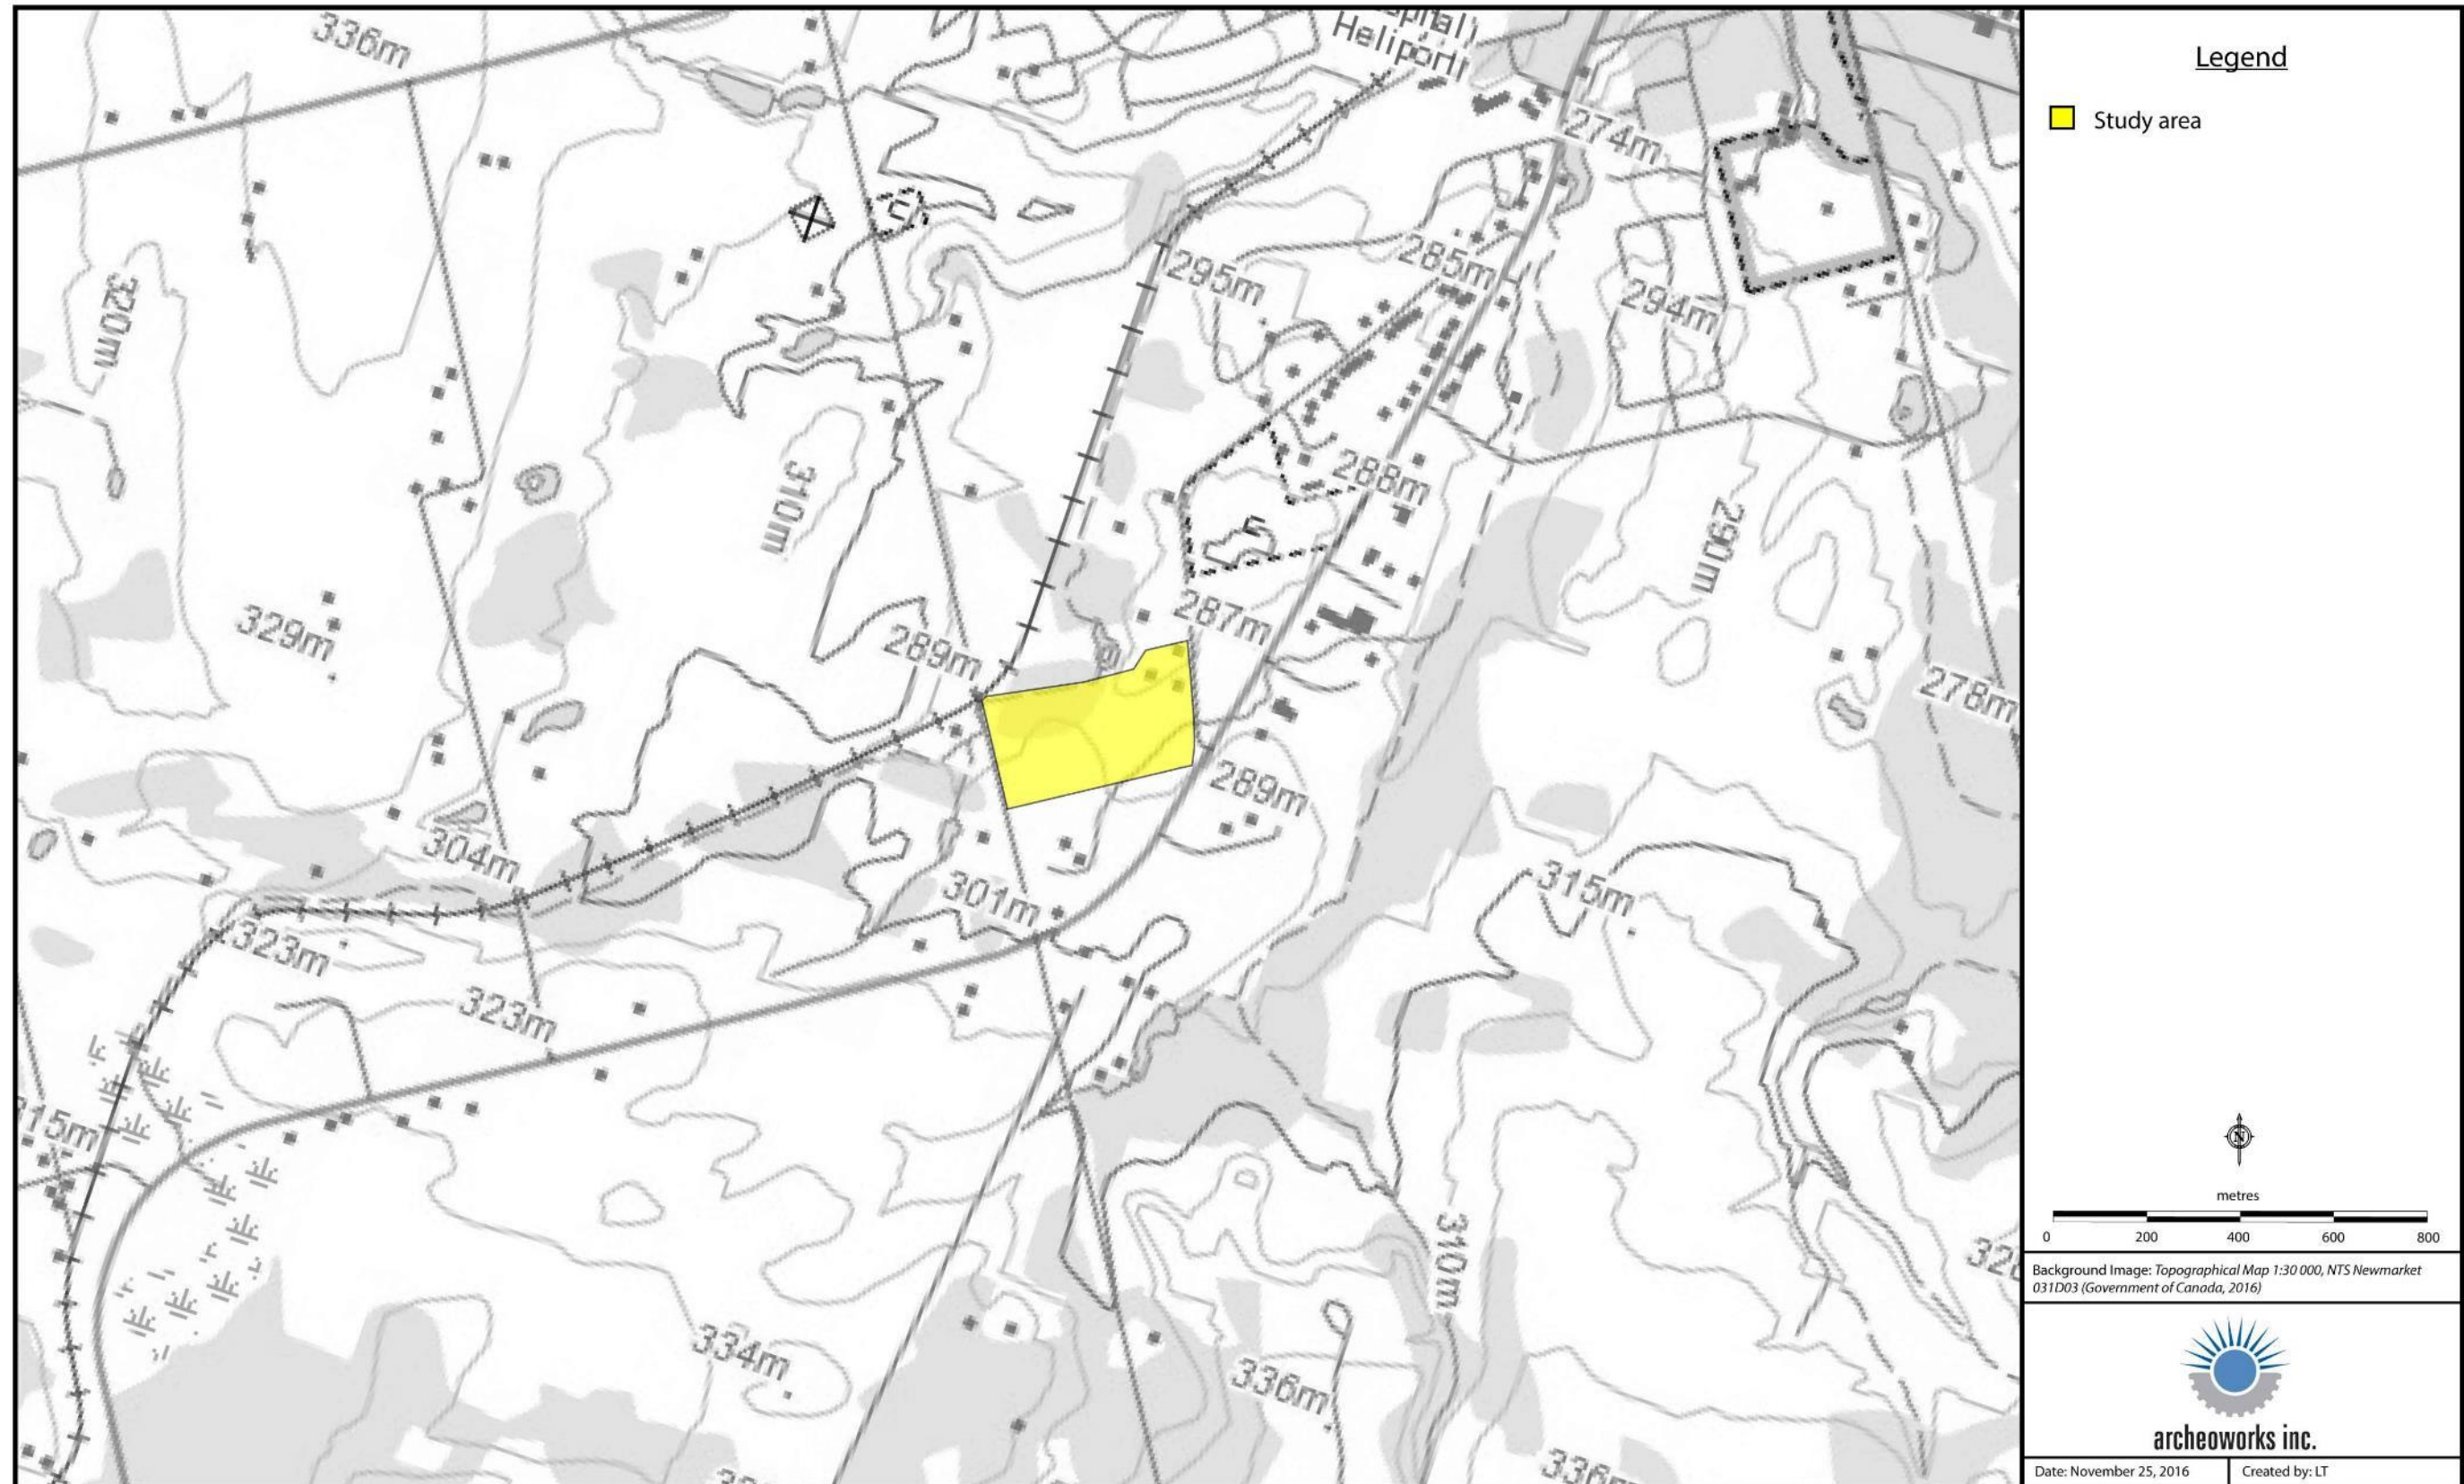 336m
Heliport
274m
320m
295m
285m
294m
310m
288m
290m
329m
289m
287m
278m
289m
304m
315m
301m
323m
323m
15m
310m
334m
336m
Legend
Study area
N
metres
0 200 400 600 800
Background Image: Topographical Map 1:30 000, NTS Newmarket
031D03 (Government of Canada, 2016)
archeoworks inc.
Date: November 25, 2016
Created by: LT